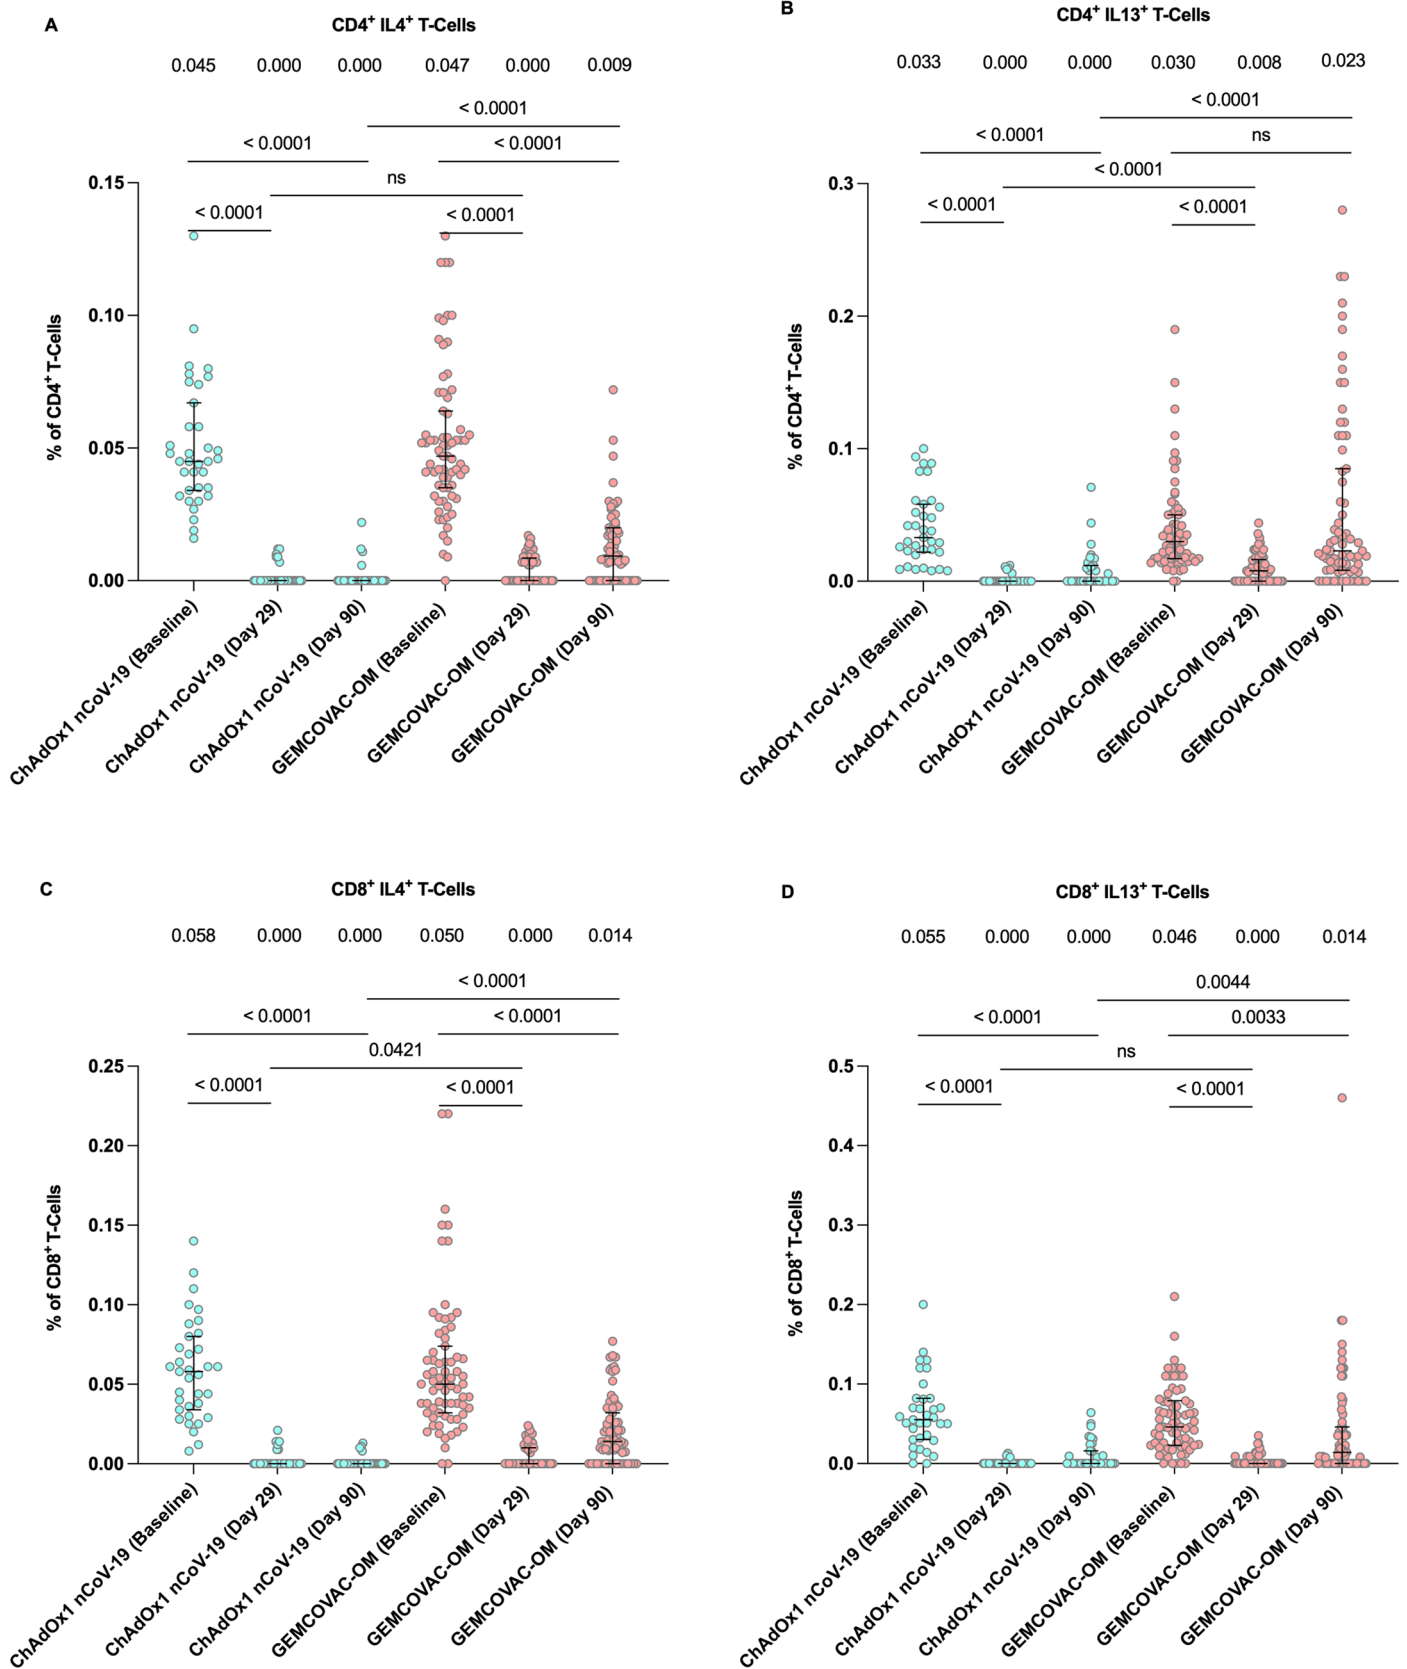 A
CD4+ IL4+ T-Cells
0.045 0.000 0.000 0.047 0.000 0.009
< 0.0001
< 0.0001 < 0.0001
ns
< 0.0001 < 0.0001
% of CD4+ T-Cells
0.15
0.10
0.05
0.00
ChAdOx1 nCoV-19 (Baseline)
ChAdOx1 nCoV-19 (Day 29)
ChAdOx1 nCoV-19 (Day 90)
GEMCOVAC-OM (Baseline)
GEMCOVAC-OM (Day 29)
GEMCOVAC-OM (Day 90)
B
CD4+ IL13+ T-Cells
0.033 0.000 0.000 0.030 0.008 0.023
< 0.0001
< 0.0001 ns
< 0.0001
< 0.0001 < 0.0001
% of CD4+ T-Cells
0.3
0.2
0.1
0.0
ChAdOx1 nCoV-19 (Baseline)
ChAdOx1 nCoV-19 (Day 29)
ChAdOx1 nCoV-19 (Day 90)
GEMCOVAC-OM (Baseline)
GEMCOVAC-OM (Day 29)
GEMCOVAC-OM (Day 90)
C
CD8+ IL4+ T-Cells
0.058 0.000 0.000 0.050 0.000 0.014
< 0.0001
< 0.0001 < 0.0001
0.0421
< 0.0001 < 0.0001
% of CD8+ T-Cells
0.25
0.20
0.15
0.10
0.05
0.00
ChAdOx1 nCoV-19 (Baseline)
ChAdOx1 nCoV-19 (Day 29)
ChAdOx1 nCoV-19 (Day 90)
GEMCOVAC-OM (Baseline)
GEMCOVAC-OM (Day 29)
GEMCOVAC-OM (Day 90)
D
CD8+ IL13+ T-Cells
0.055 0.000 0.000 0.046 0.000 0.014
0.0044
< 0.0001 0.0033
ns
< 0.0001 < 0.0001
% of CD8+ T-Cells
0.5
0.4
0.3
0.2
0.1
0.0
ChAdOx1 nCoV-19 (Baseline)
ChAdOx1 nCoV-19 (Day 29)
ChAdOx1 nCoV-19 (Day 90)
GEMCOVAC-OM (Baseline)
GEMCOVAC-OM (Day 29)
GEMCOVAC-OM (Day 90)